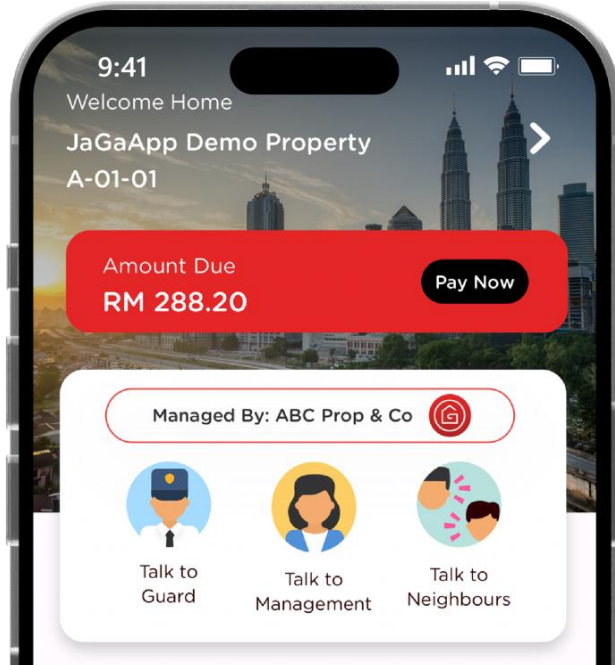 9:41
Welcome Home
JaGaApp Demo Property
A-01-01
Amount Due
RM 288.20
Pay Now
Managed By: ABC Prop & Co
Talk to
Guard
Talk to
Management
Talk to
Neighbours